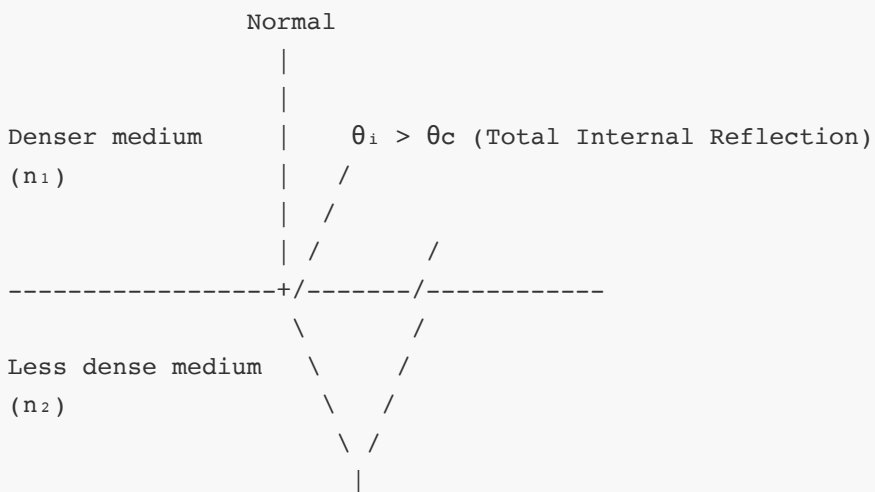 Normal
Denser medium θᵢ > θc (Total Internal Reflection)
(n₁)
Less dense medium
(n₂)